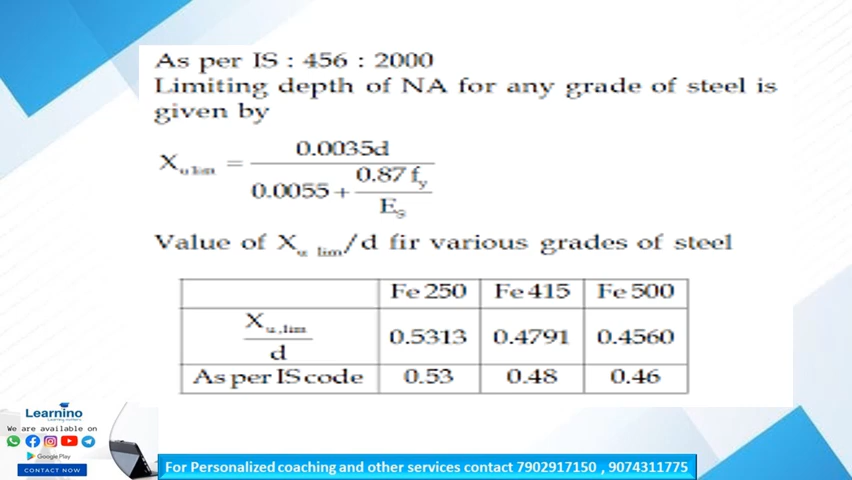 As per IS : 456 : 2000
Limiting depth of NA for any grade of steel is
given by
X u lim = 0.0035d / (0.0055 + 0.87 fy / Es)
Value of X u lim/d fir various grades of steel
Fe 250 Fe 415 Fe 500
X u,lim / d 0.5313 0.4791 0.4560
As per IS code 0.53 0.48 0.46
Learnino
We are available on
Google Play
CONTACT NOW
For Personalized coaching and other services contact 7902917150 , 9074311775